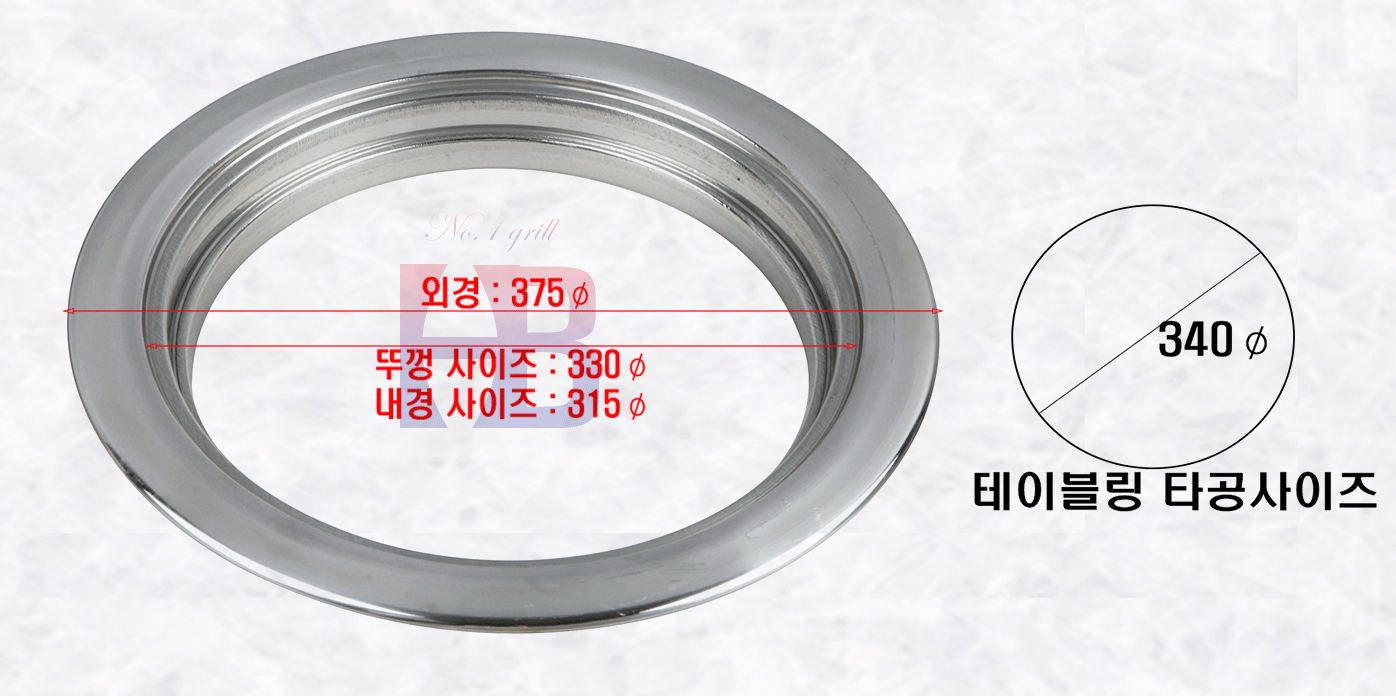 No.1 grill
HB
외경 : 375 ∅
뚜껑 사이즈 : 330 ∅
내경 사이즈 : 315 ∅
340 ∅
테이블링 타공사이즈